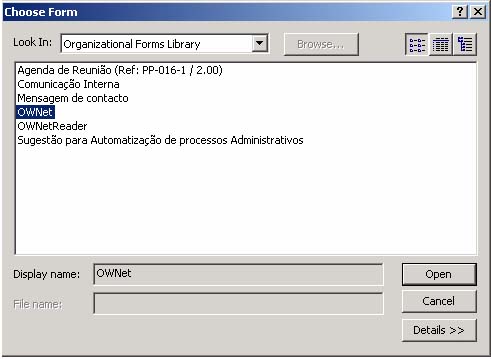 Choose Form
Look In: Organizational Forms Library Browse...
Agenda de Reunião (Ref: PP-016-1 / 2.00)
Comunicação Interna
Mensagem de contacto
OWNet
OWNetReader
Sugestão para Automatização de processos Administrativos
Display name: OWNet Open
File name: Cancel
Details >>